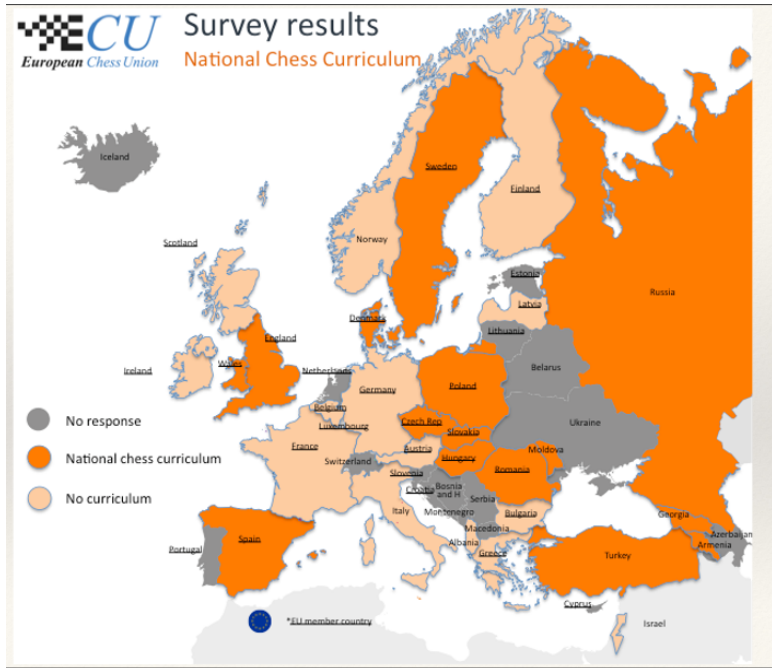 ECU
European Chess Union
Survey results
National Chess Curriculum
Iceland
Sweden
Finland
Scotland
Norway
Estonia
Russia
Latvia
Denmark
Lithuania
England
Ireland
Wales
Netherlands
Belarus
Germany
Poland
Belgium
No response
Luxembourg
Czech Rep
Ukraine
Slovakia
France
Austria
Moldova
National chess curriculum
Switzerland
Hungary
Slovenia
Romania
Croatia
Bosnia
and H
No curiculum
Serbia
Italy
Montenegro
Bulgaria
Georgia
Macedonia
Azerbaijan
Spain
Albania
Armenia
Portugal
Greece
Turkey
Cyprus
*EU member country
Israel